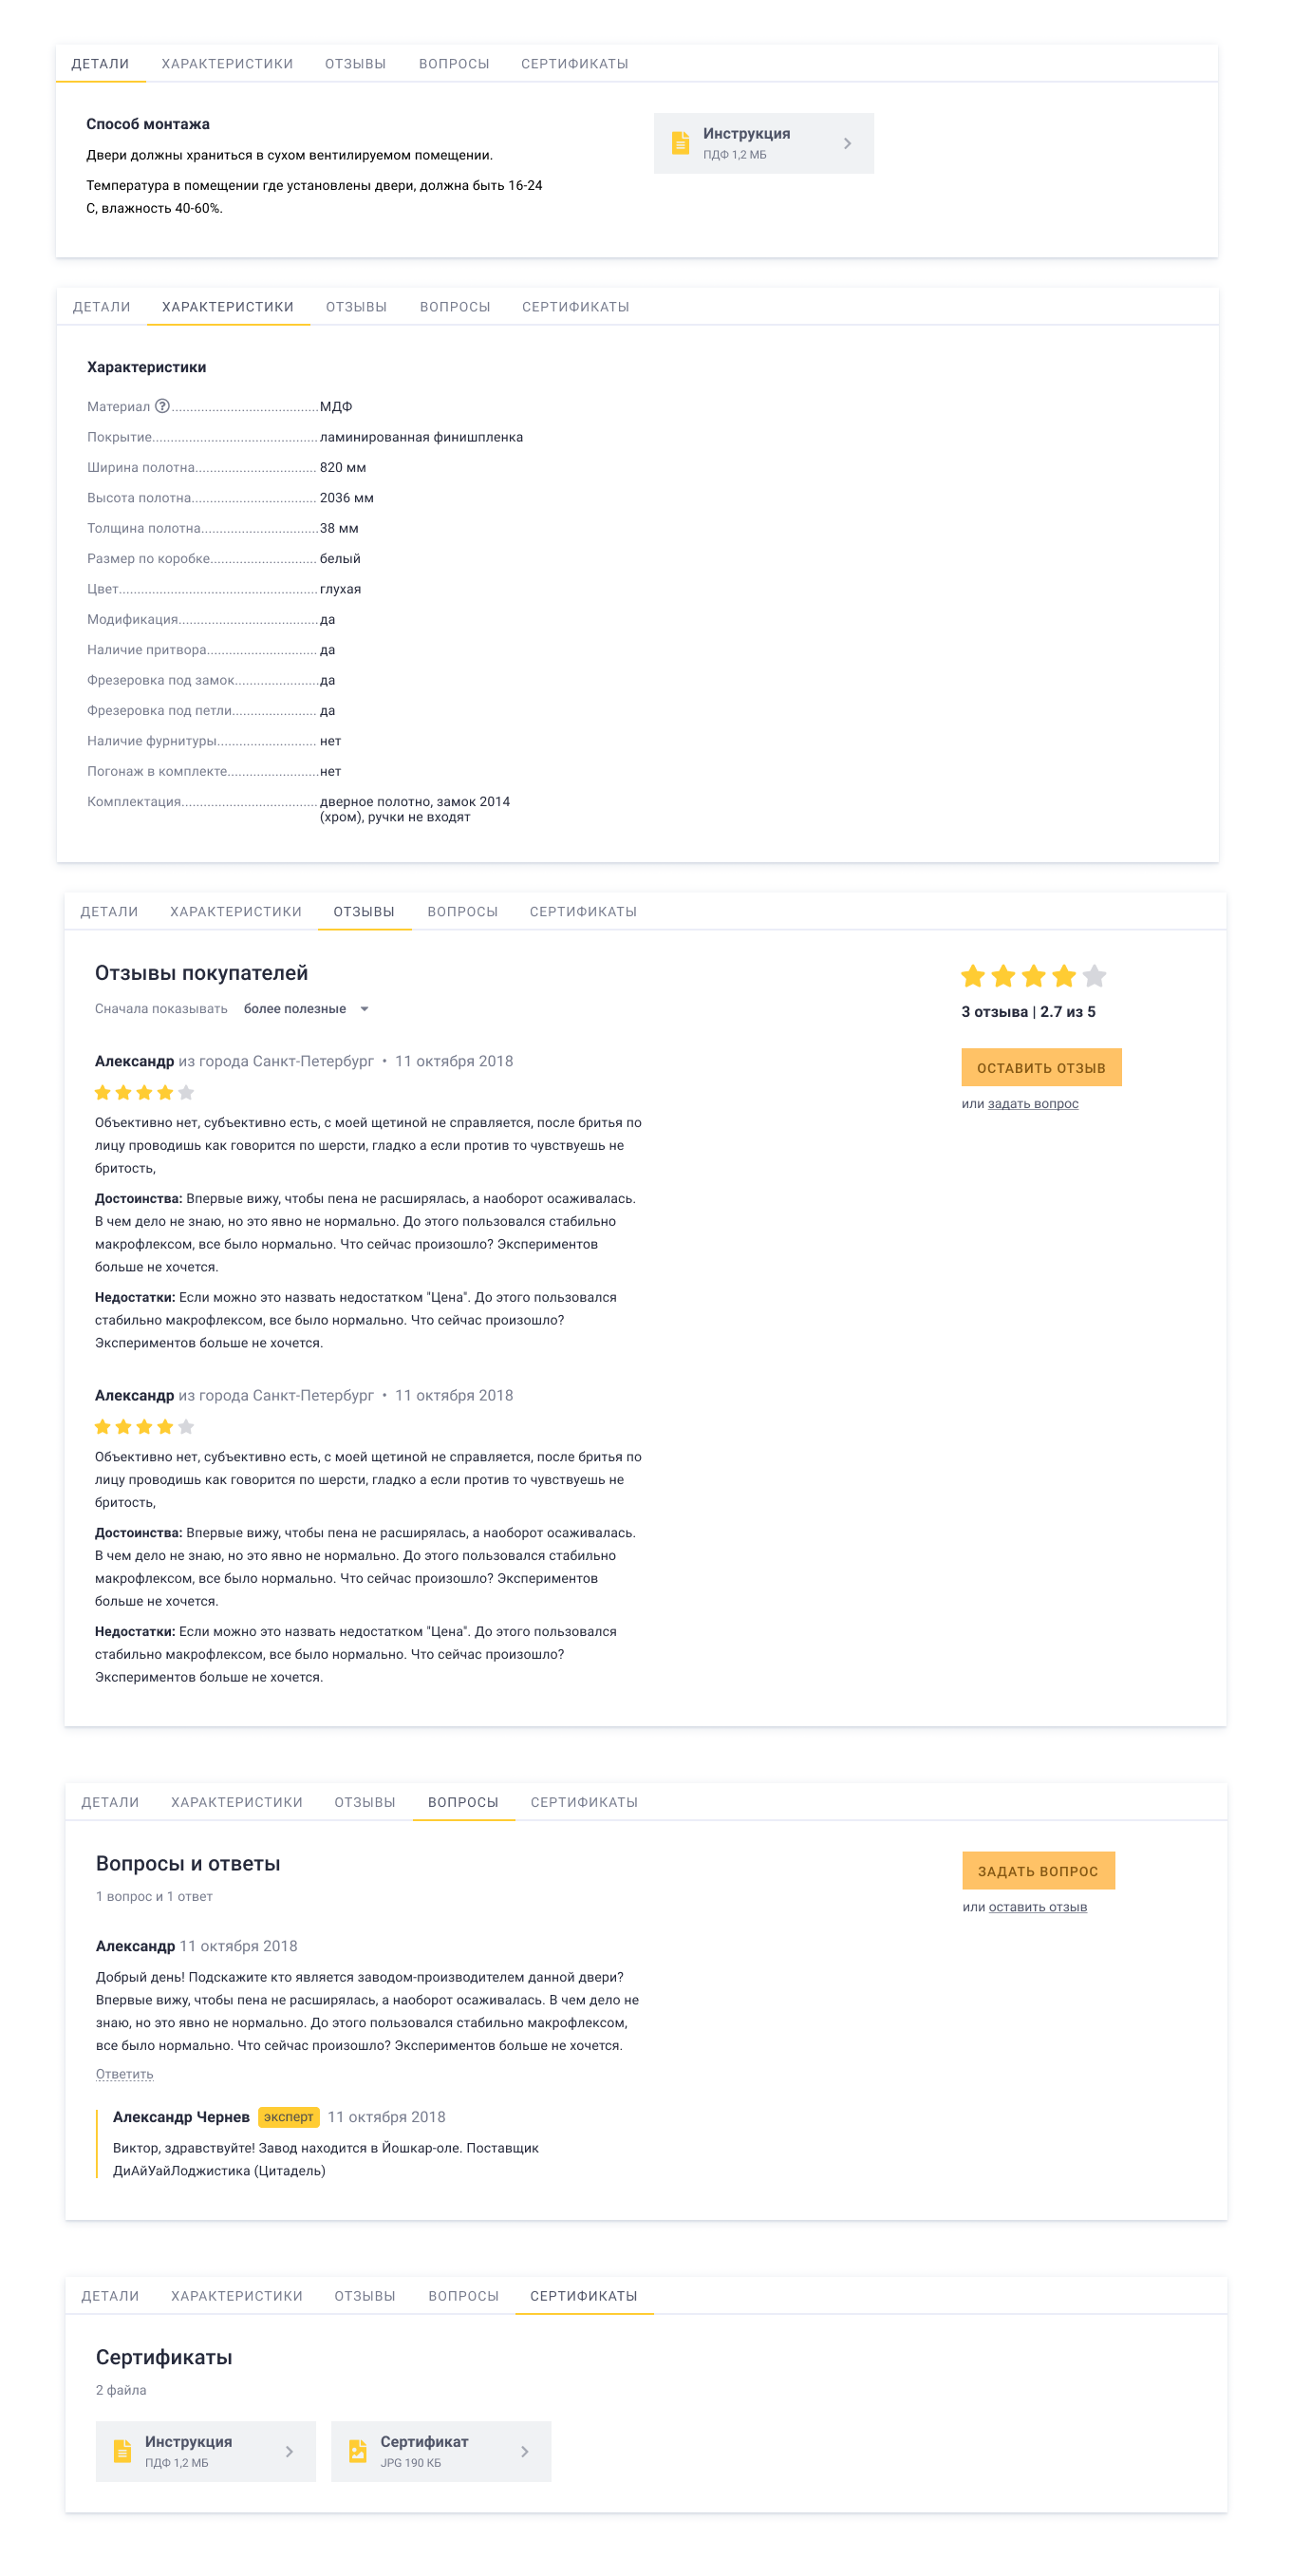 ДЕТАЛИ ХАРАКТЕРИСТИКИ ОТЗЫВЫ ВОПРОСЫ СЕРТИФИКАТЫ
Способ монтажа
Двери должны храниться в сухом вентилируемом помещении.
Температура в помещении где установлены двери, должна быть 16-24
С, влажность 40-60%.
Инструкция
ПДФ 1,2 МБ
ДЕТАЛИ ХАРАКТЕРИСТИКИ ОТЗЫВЫ ВОПРОСЫ СЕРТИФИКАТЫ
Характеристики
Материал ? МДФ
Покрытие ламинированная финишпленка
Ширина полотна 820 мм
Высота полотна 2036 мм
Толщина полотна 38 мм
Размер по коробке белый
Цвет глухая
Модификация да
Наличие притвора да
Фрезеровка под замок да
Фрезеровка под петли да
Наличие фурнитуры нет
Погонаж в комплекте нет
Комплектация дверное полотно, замок 2014
(хром), ручки не входят
ДЕТАЛИ ХАРАКТЕРИСТИКИ ОТЗЫВЫ ВОПРОСЫ СЕРТИФИКАТЫ
Отзывы покупателей
Сначала показывать более полезные
Александр из города Санкт-Петербург • 11 октября 2018
Объективно нет, субъективно есть, с моей щетиной не справляется, после бритья по
лицу проводишь как говорится по шерсти, гладко а если против то чувствуешь не
бритость,
Достоинства: Впервые вижу, чтобы пена не расширялась, а наоборот осаживалась.
В чем дело не знаю, но это явно не нормально. До этого пользовался стабильно
макрофлексом, все было нормально. Что сейчас произошло? Экспериментов
больше не хочется.
Недостатки: Если можно это назвать недостатком "Цена". До этого пользовался
стабильно макрофлексом, все было нормально. Что сейчас произошло?
Экспериментов больше не хочется.
Александр из города Санкт-Петербург • 11 октября 2018
Объективно нет, субъективно есть, с моей щетиной не справляется, после бритья по
лицу проводишь как говорится по шерсти, гладко а если против то чувствуешь не
бритость,
Достоинства: Впервые вижу, чтобы пена не расширялась, а наоборот осаживалась.
В чем дело не знаю, но это явно не нормально. До этого пользовался стабильно
макрофлексом, все было нормально. Что сейчас произошло? Экспериментов
больше не хочется.
Недостатки: Если можно это назвать недостатком "Цена". До этого пользовался
стабильно макрофлексом, все было нормально. Что сейчас произошло?
Экспериментов больше не хочется.
3 отзыва | 2.7 из 5
ОСТАВИТЬ ОТЗЫВ
или задать вопрос
ДЕТАЛИ ХАРАКТЕРИСТИКИ ОТЗЫВЫ ВОПРОСЫ СЕРТИФИКАТЫ
Вопросы и ответы
1 вопрос и 1 ответ
Александр 11 октября 2018
Добрый день! Подскажите кто является заводом-производителем данной двери?
Впервые вижу, чтобы пена не расширялась, а наоборот осаживалась. В чем дело не
знаю, но это явно не нормально. До этого пользовался стабильно макрофлексом,
все было нормально. Что сейчас произошло? Экспериментов больше не хочется.
Ответить
Александр Чернев эксперт 11 октября 2018
Виктор, здравствуйте! Завод находится в Йошкар-оле. Поставщик
ДиАйУайЛоджистика (Цитадель)
ЗАДАТЬ ВОПРОС
или оставить отзыв
ДЕТАЛИ ХАРАКТЕРИСТИКИ ОТЗЫВЫ ВОПРОСЫ СЕРТИФИКАТЫ
Сертификаты
2 файла
Инструкция
ПДФ 1,2 МБ
Сертификат
JPG 190 КБ